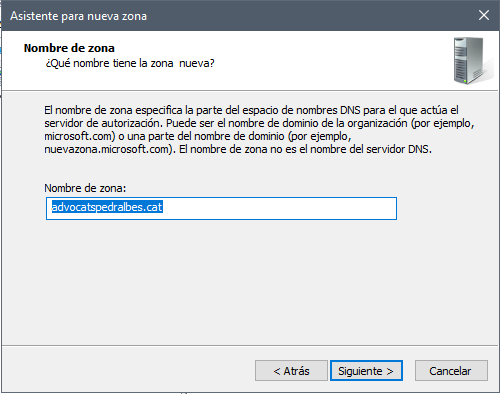 Asistente para nueva zona
Nombre de zona
¿Qué nombre tiene la zona nueva?
El nombre de zona especifica la parte del espacio de nombres DNS para el que actúa el
servidor de autorización. Puede ser el nombre de dominio de la organización (por ejemplo,
microsoft.com) o una parte del nombre de dominio (por ejemplo,
nuevazona.microsoft.com). El nombre de zona no es el nombre del servidor DNS.
Nombre de zona:
advocatspedralbes.cat
< Atrás
Siguiente >
Cancelar